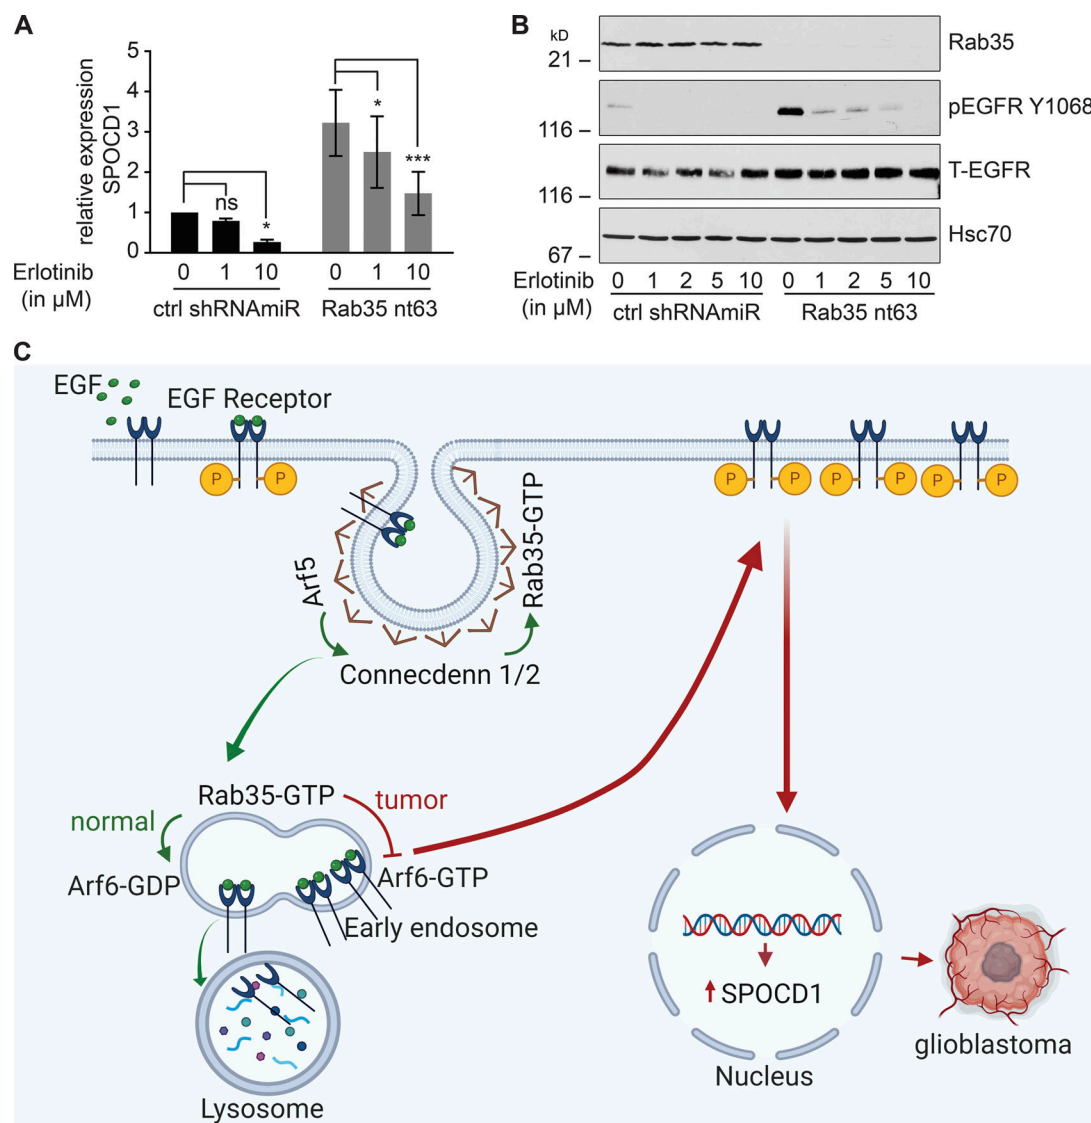 A
relative expression
SPOCD1
5
4
3
2
1
0
ns
*
*
***
Erlotinib
(in µM)
0 1 10 0 1 10
ctrl shRNAmiR Rab35 nt63
B
kD
21 –
Rab35
116 –
pEGFR Y1068
116 –
T-EGFR
67 –
Hsc70
Erlotinib
(in µM)
0 1 2 5 10 0 1 2 5 10
ctrl shRNAmiR Rab35 nt63
C
EGF
EGF Receptor
P P P P P P P P
Arf5
Rab35-GTP
Connecdenn 1/2
Rab35-GTP
tumor
normal
Arf6-GDP
Arf6-GTP
Early endosome
Lysosome
SPOCD1
Nucleus
glioblastoma